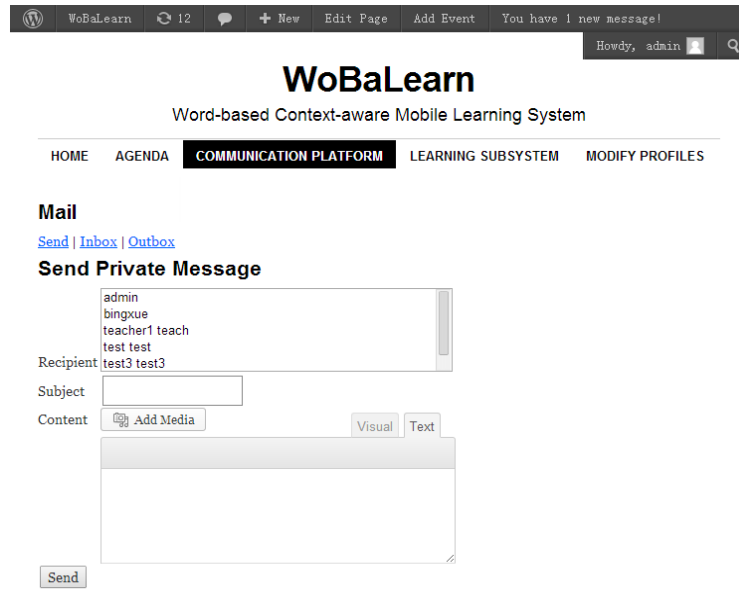 WoBaLearn 12 New Edit Page Add Event You have 1 new message!
Howdy, admin
WoBaLearn
Word-based Context-aware Mobile Learning System
HOME AGENDA COMMUNICATION PLATFORM LEARNING SUBSYSTEM MODIFY PROFILES
Mail
Send | Inbox | Outbox
Send Private Message
admin
bingxue
teacher1 teach
test test
Recipient test3 test3
Subject
Content Add Media Visual Text
Send